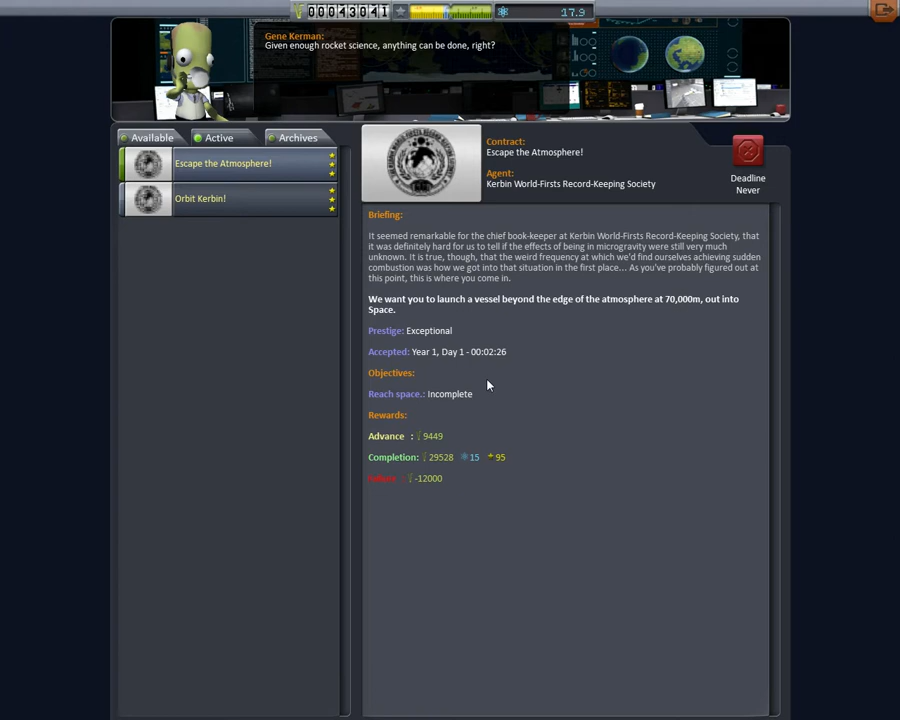 00043041
17.9
Gene Kerman:
Given enough rocket science, anything can be done, right?
Available
Active
Archives
Escape the Atmosphere!
Orbit Kerbin!
Contract:
Escape the Atmosphere!
Agent:
Kerbin World-Firsts Record-Keeping Society
Deadline
Never
Briefing:
It seemed remarkable for the chief book-keeper at Kerbin World-Firsts Record-Keeping Society, that
it was definitely hard for us to tell if the effects of being in microgravity were still very much
unknown. It is true, though, that the weird frequency at which we'd find ourselves achieving sudden
combustion was how we got into that situation in the first place... As you've probably figured out at
this point, this is where you come in.
We want you to launch a vessel beyond the edge of the atmosphere at 70,000m, out into
Space.
Prestige: Exceptional
Accepted: Year 1, Day 1 - 00:02:26
Objectives:
Reach space.: Incomplete
Rewards:
Advance : 9449
Completion: 29528 15 +95
Failure: -12000